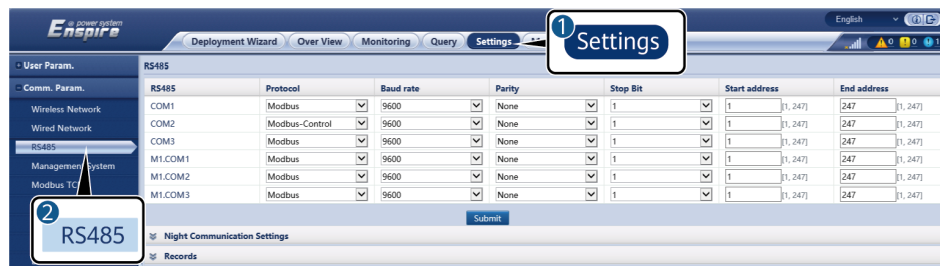 Enspire power system
English
Deployment Wizard Over View Monitoring Query Settings
1 Settings
0 0 1
User Param.
Comm. Param.
Wireless Network
Wired Network
RS485
Management System
Modbus TC
2 RS485
RS485
RS485 Protocol Baud rate Parity Stop Bit Start address End address
COM1 Modbus 9600 None 1 1 [1, 247] 247 [1, 247]
COM2 Modbus-Control 9600 None 1 1 [1, 247] 247 [1, 247]
COM3 Modbus 9600 None 1 1 [1, 247] 247 [1, 247]
M1.COM1 Modbus 9600 None 1 1 [1, 247] 247 [1, 247]
M1.COM2 Modbus 9600 None 1 1 [1, 247] 247 [1, 247]
M1.COM3 Modbus 9600 None 1 1 [1, 247] 247 [1, 247]
Submit
Night Communication Settings
Records